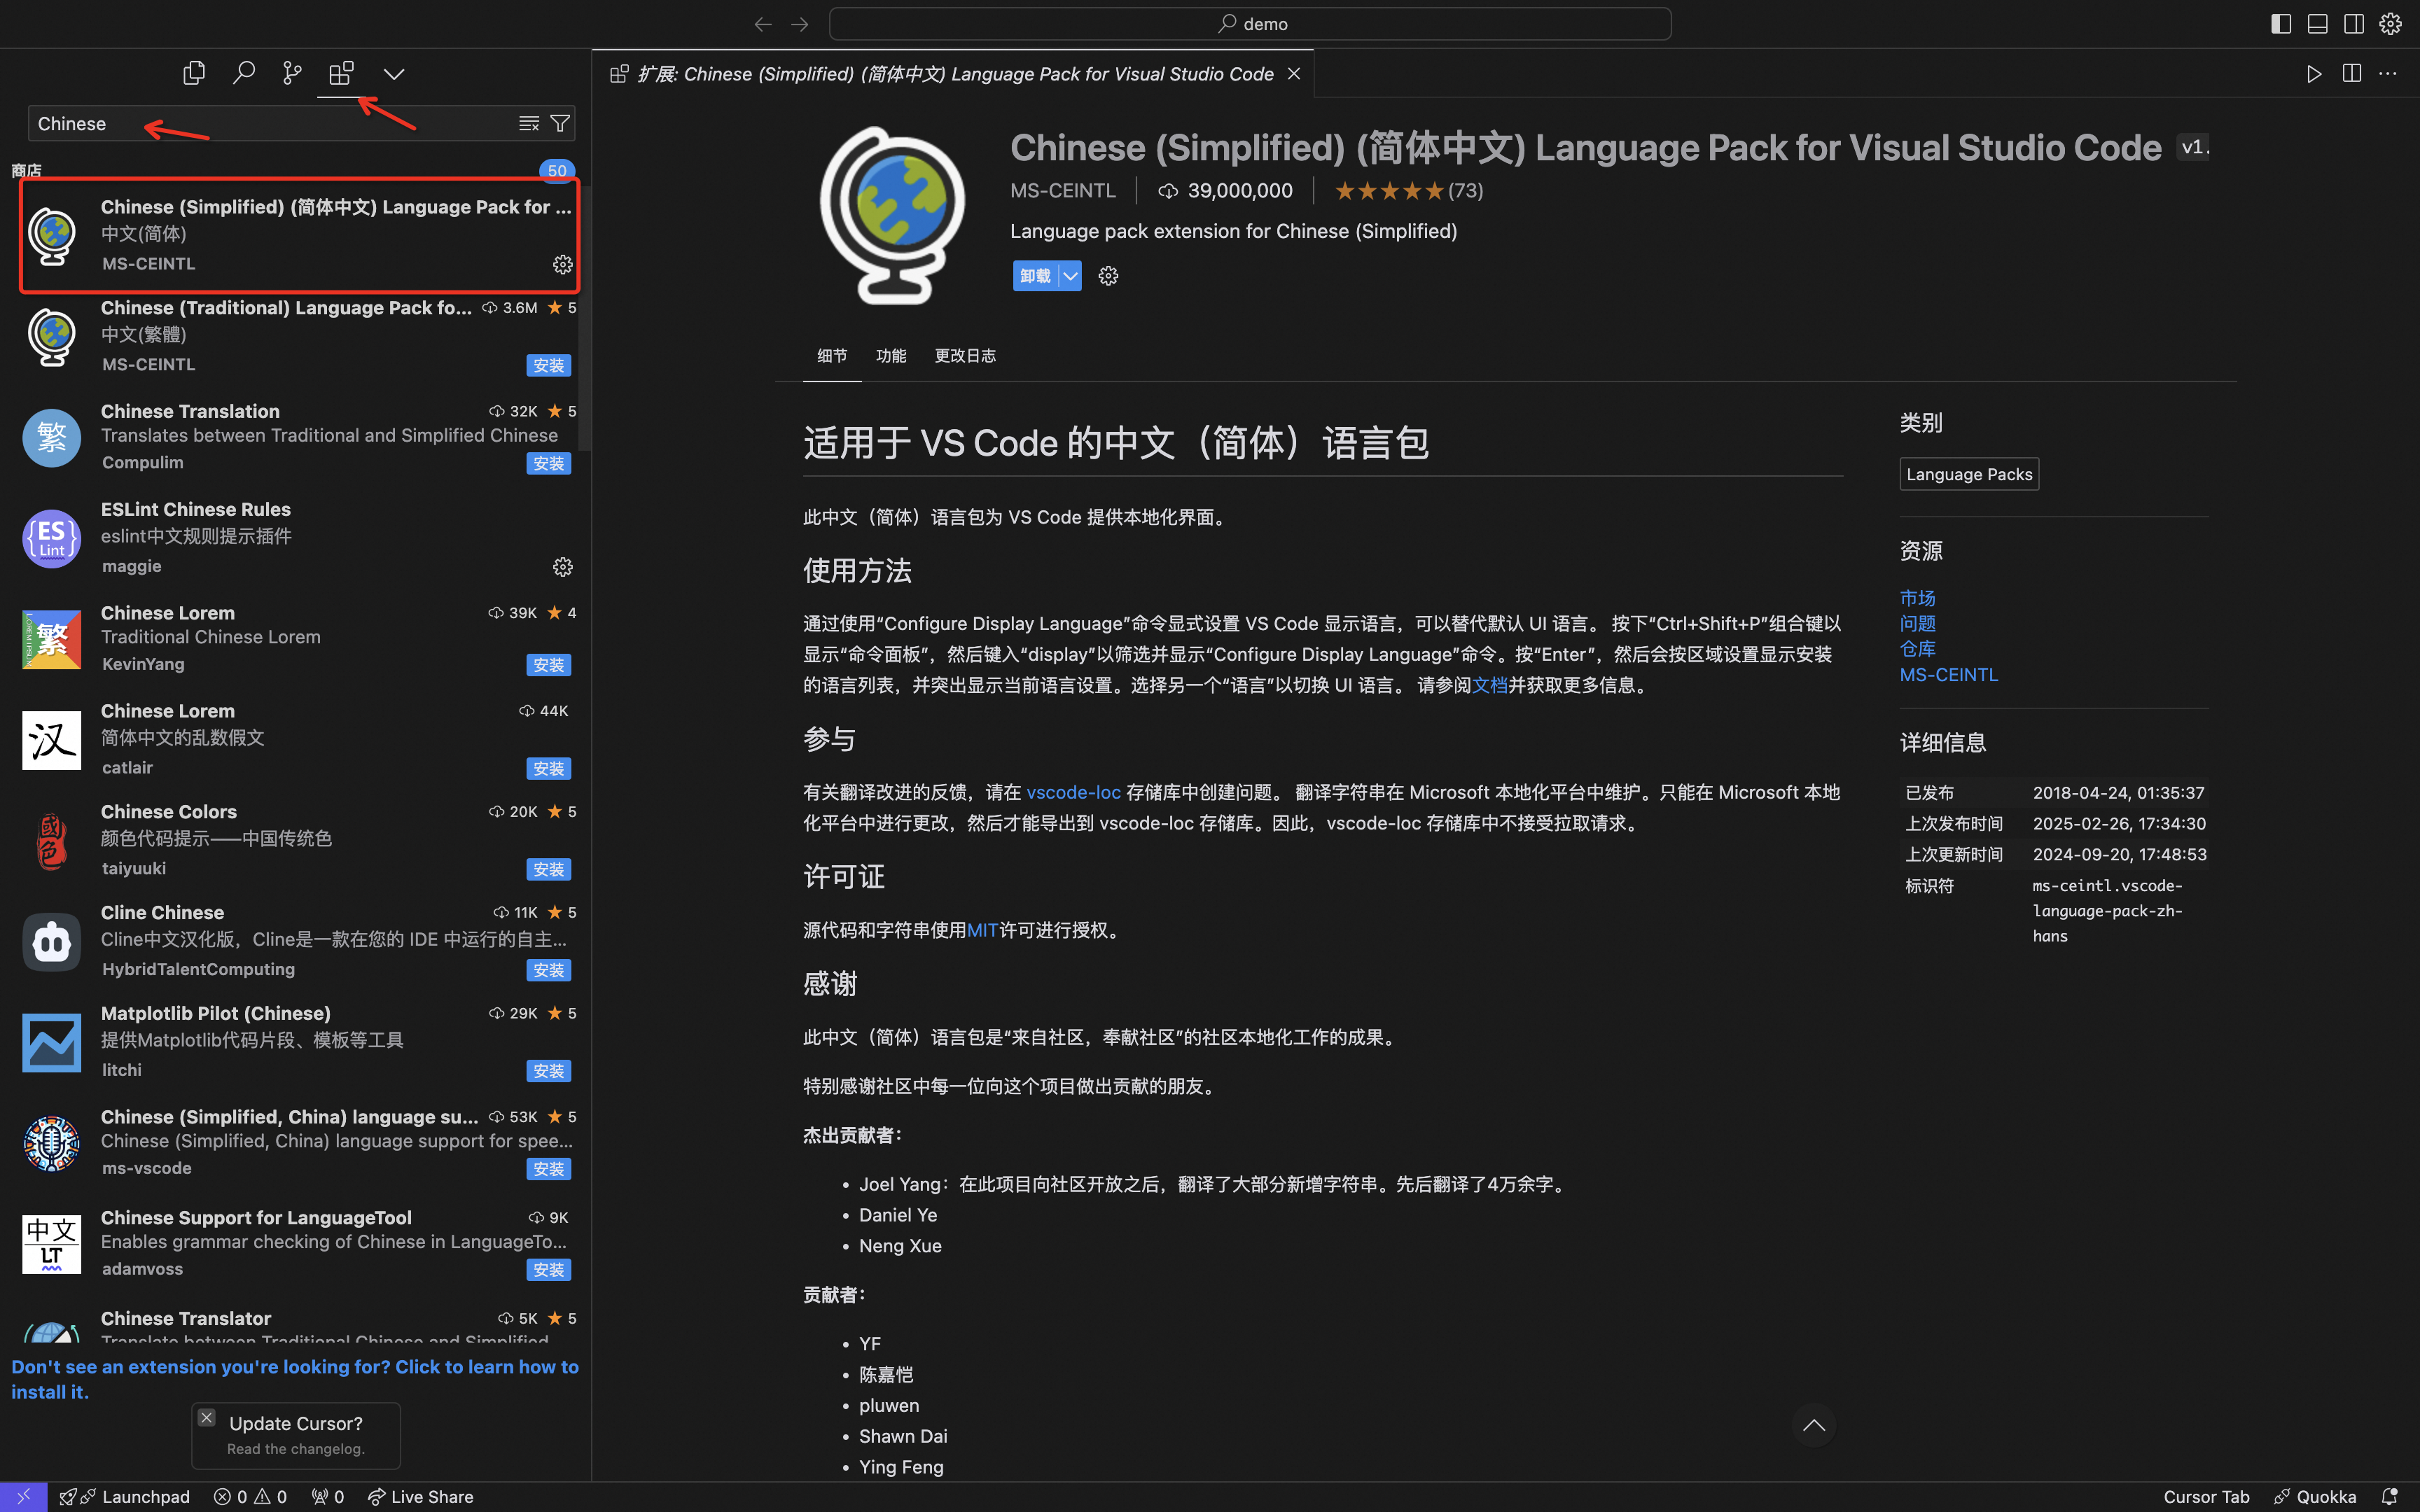 demo
扩展: Chinese (Simplified) (简体中文) Language Pack for Visual Studio Code
Chinese
商店
50
Chinese (Simplified) (简体中文) Language Pack for ...
中文(简体)
MS-CEINTL
Chinese (Traditional) Language Pack fo... 3.6M 5
中文(繁體)
MS-CEINTL 安装
繁
Chinese Translation 32K 5
Translates between Traditional and Simplified Chinese
Compulim 安装
{ES}
Lint
ESLint Chinese Rules
eslint中文规则提示插件
maggie
LOREM IPSUM
繁
Chinese Lorem 39K 4
Traditional Chinese Lorem
KevinYang 安装
汉
Chinese Lorem 44K
简体中文的乱数假文
catlair 安装
國色
Chinese Colors 20K 5
颜色代码提示——中国传统色
taiyuuki 安装
Cline Chinese 11K 5
Cline中文汉化版，Cline是一款在您的 IDE 中运行的自主...
HybridTalentComputing 安装
Matplotlib Pilot (Chinese) 29K 5
提供Matplotlib代码片段、模板等工具
litchi 安装
Chinese (Simplified, China) language su... 53K 5
Chinese (Simplified, China) language support for spee...
ms-vscode 安装
中文
LT
Chinese Support for LanguageTool 9K
Enables grammar checking of Chinese in LanguageTo...
adamvoss 安装
Chinese Translator 5K 5
Translate between Traditional Chinese and Simplified
Don't see an extension you're looking for? Click to learn how to
install it.
Update Cursor?
Read the changelog.
Chinese (Simplified) (简体中文) Language Pack for Visual Studio Code v1.
MS-CEINTL 39,000,000 (73)
Language pack extension for Chinese (Simplified)
卸载
细节 功能 更改日志
适用于 VS Code 的中文（简体）语言包
此中文（简体）语言包为 VS Code 提供本地化界面。
使用方法
通过使用“Configure Display Language”命令显式设置 VS Code 显示语言，可以替代默认 UI 语言。 按下“Ctrl+Shift+P”组合键以
显示“命令面板”，然后键入“display”以筛选并显示“Configure Display Language”命令。按“Enter”，然后会按区域设置显示安装
的语言列表，并突出显示当前语言设置。选择另一个“语言”以切换 UI 语言。 请参阅文档并获取更多信息。
参与
有关翻译改进的反馈，请在 vscode-loc 存储库中创建问题。 翻译字符串在 Microsoft 本地化平台中维护。只能在 Microsoft 本地
化平台中进行更改，然后才能导出到 vscode-loc 存储库。因此，vscode-loc 存储库中不接受拉取请求。
许可证
源代码和字符串使用MIT许可进行授权。
感谢
此中文（简体）语言包是“来自社区，奉献社区”的社区本地化工作的成果。
特别感谢社区中每一位向这个项目做出贡献的朋友。
杰出贡献者：
• Joel Yang：在此项目向社区开放之后，翻译了大部分新增字符串。先后翻译了4万余字。
• Daniel Ye
• Neng Xue
贡献者：
• YF
• 陈嘉恺
• pluwen
• Shawn Dai
• Ying Feng
类别
Language Packs
资源
市场
问题
仓库
MS-CEINTL
详细信息
已发布 2018-04-24, 01:35:37
上次发布时间 2025-02-26, 17:34:30
上次更新时间 2024-09-20, 17:48:53
标识符 ms-ceintl.vscode-
language-pack-zh-
hans
Launchpad 0 0 0 Live Share
Cursor Tab Quokka